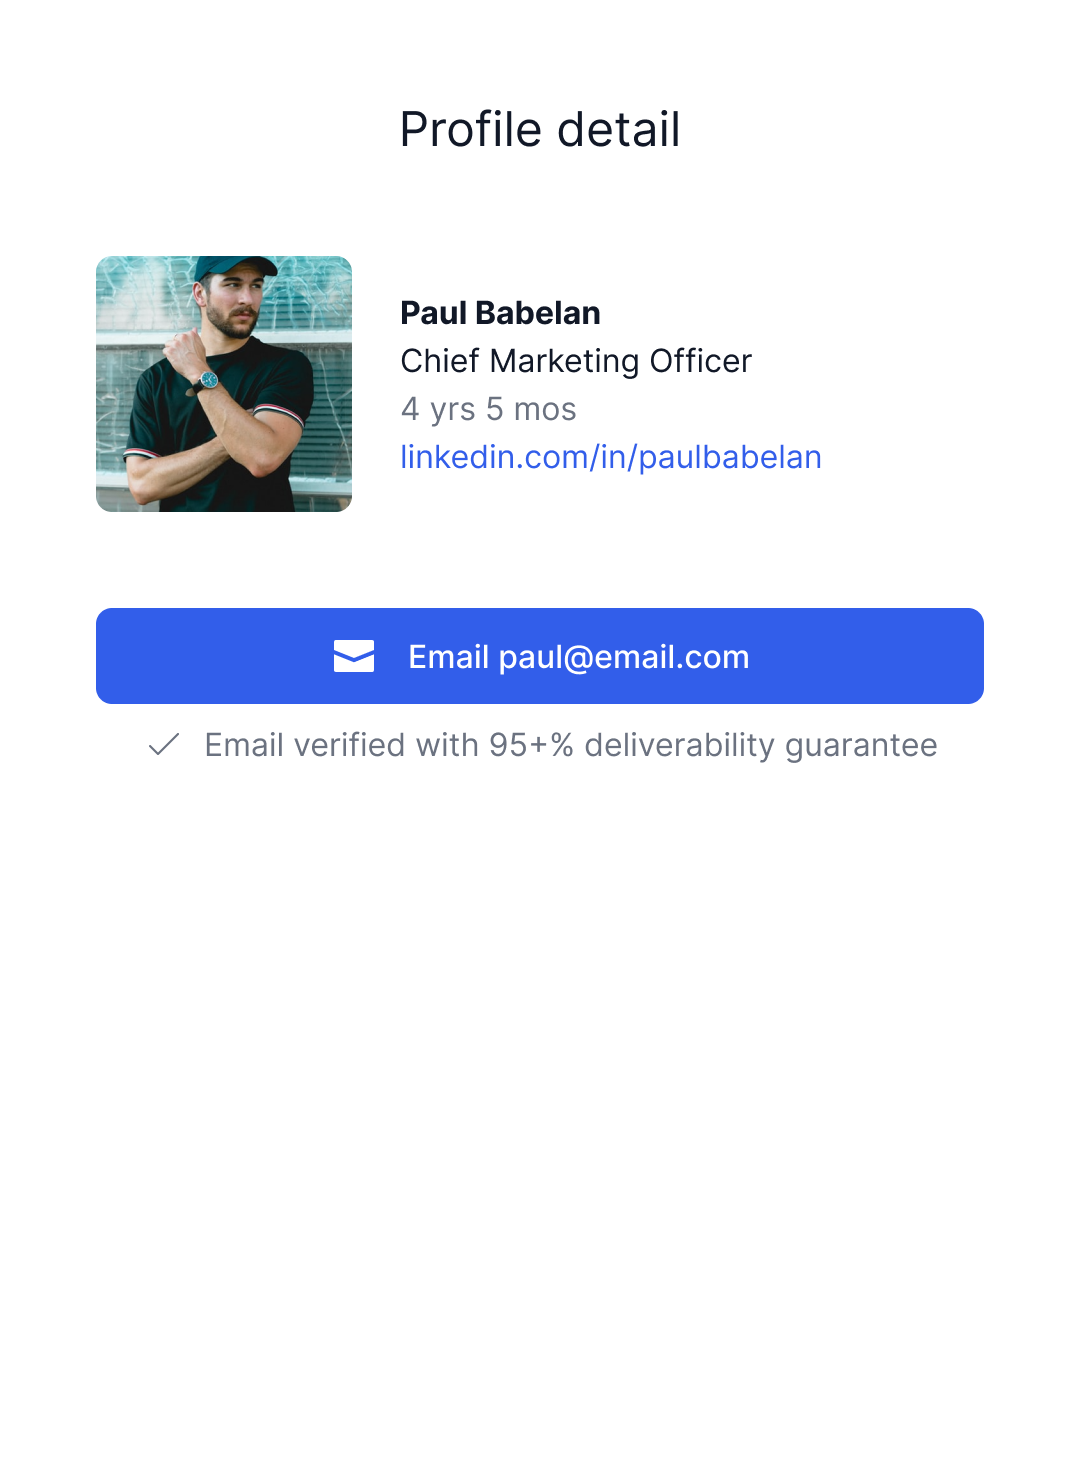 Profile detail
Paul Babelan
Chief Marketing Officer
4 yrs 5 mos
linkedin.com/in/paulbabelan
Email paul@email.com
Email verified with 95+% deliverability guarantee